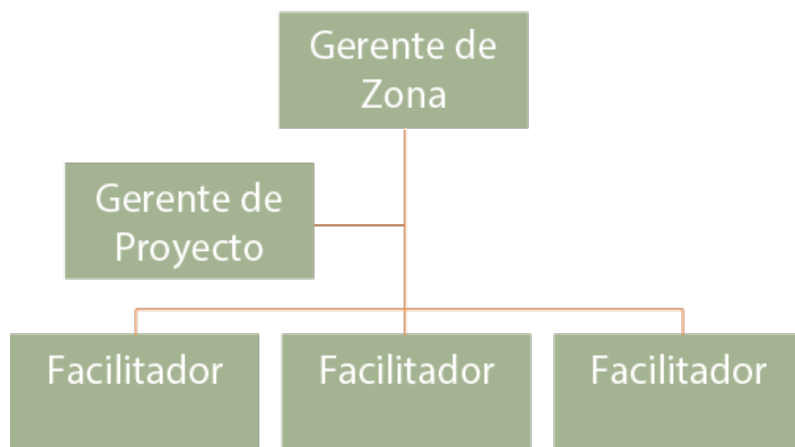 Gerente de
Zona
Gerente de
Proyecto
Facilitador
Facilitador
Facilitador